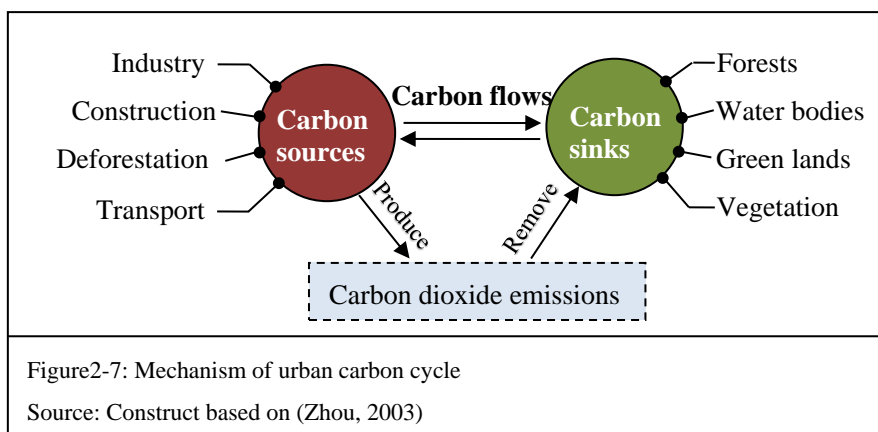 Industry
Construction
Deforestation
Transport
Carbon
sources
Carbon flows
Carbon
sinks
Forests
Water bodies
Green lands
Vegetation
Produce
Remove
Carbon dioxide emissions
Figure2-7: Mechanism of urban carbon cycle
Source: Construct based on (Zhou, 2003)